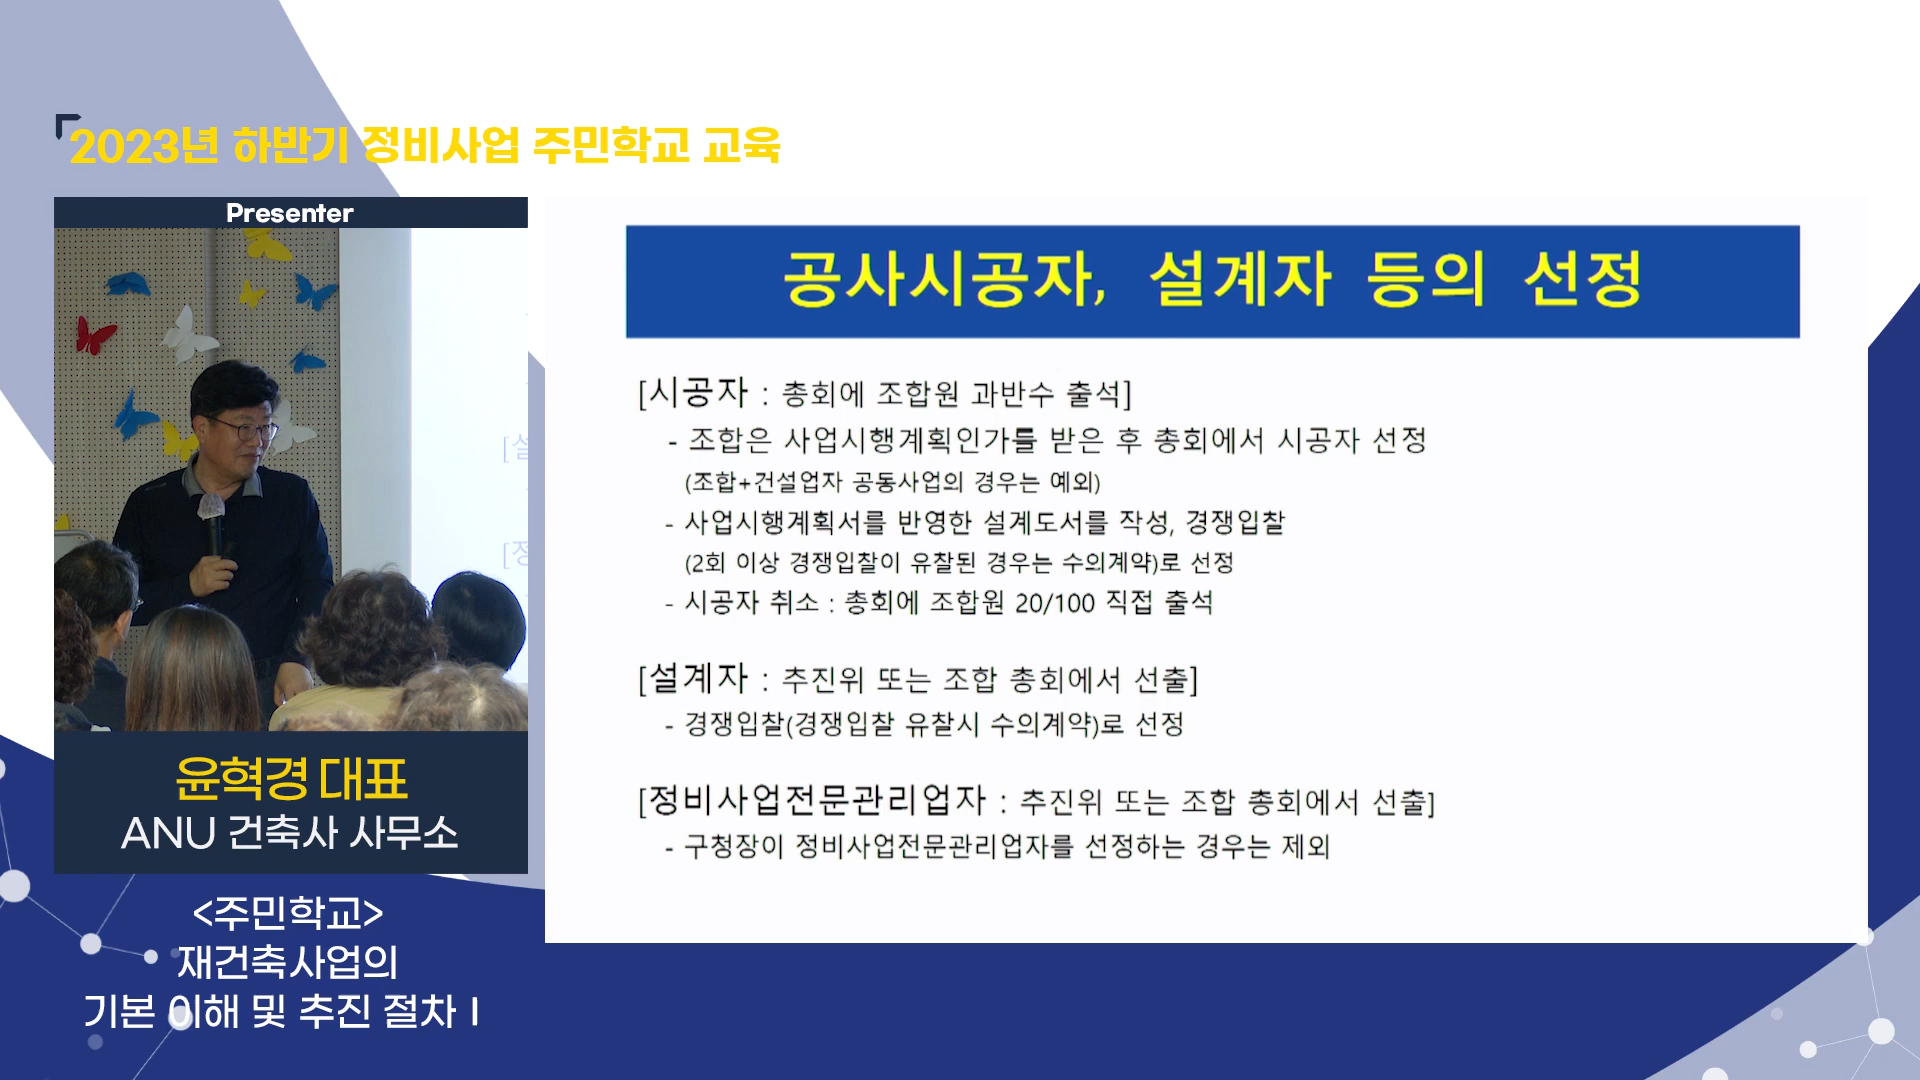 2023년 하반기 정비사업 주민학교 교육
Presenter
윤혁경 대표
ANU 건축사 사무소
<주민학교>
재건축사업의
기본 이해 및 추진 절차 I
공사시공자, 설계자 등의 선정
[시공자 : 총회에 조합원 과반수 출석]
- 조합은 사업시행계획인가를 받은 후 총회에서 시공자 선정
(조합+건설업자 공동사업의 경우는 예외)
- 사업시행계획서를 반영한 설계도서를 작성, 경쟁입찰
(2회 이상 경쟁입찰이 유찰된 경우는 수의계약)로 선정
- 시공자 취소 : 총회에 조합원 20/100 직접 출석
[설계자 : 추진위 또는 조합 총회에서 선출]
- 경쟁입찰(경쟁입찰 유찰시 수의계약)로 선정
[정비사업전문관리업자 : 추진위 또는 조합 총회에서 선출]
- 구청장이 정비사업전문관리업자를 선정하는 경우는 제외